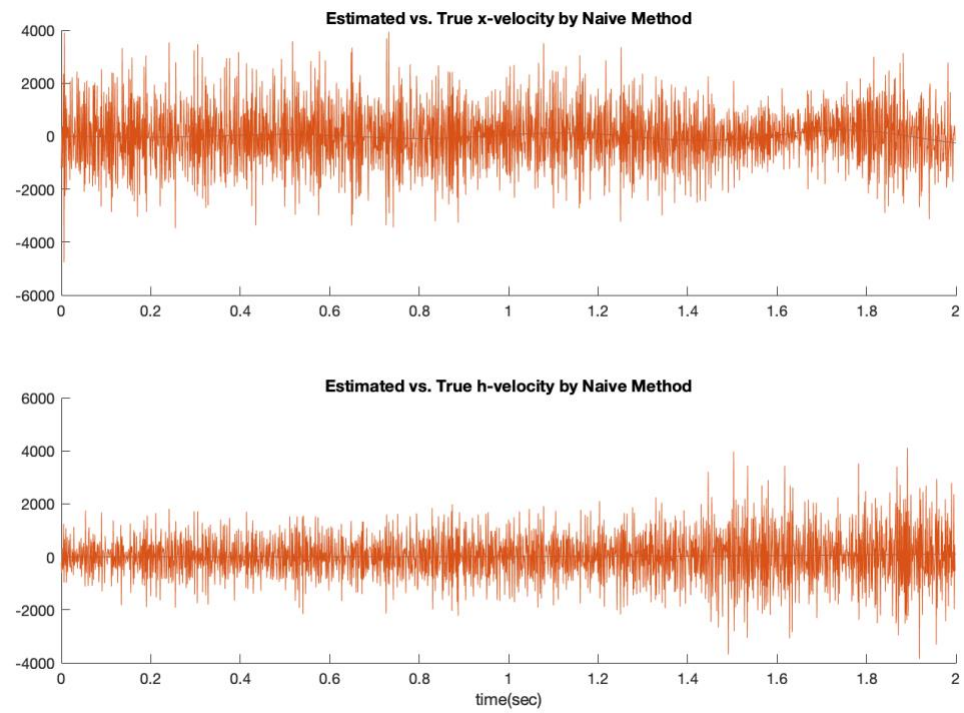 Estimated vs. True x-velocity by Naive Method
4000
2000
0
-2000
-4000
-6000
0 0.2 0.4 0.6 0.8 1 1.2 1.4 1.6 1.8 2
Estimated vs. True h-velocity by Naive Method
6000
4000
2000
0
-2000
-4000
0 0.2 0.4 0.6 0.8 1 1.2 1.4 1.6 1.8 2
time(sec)